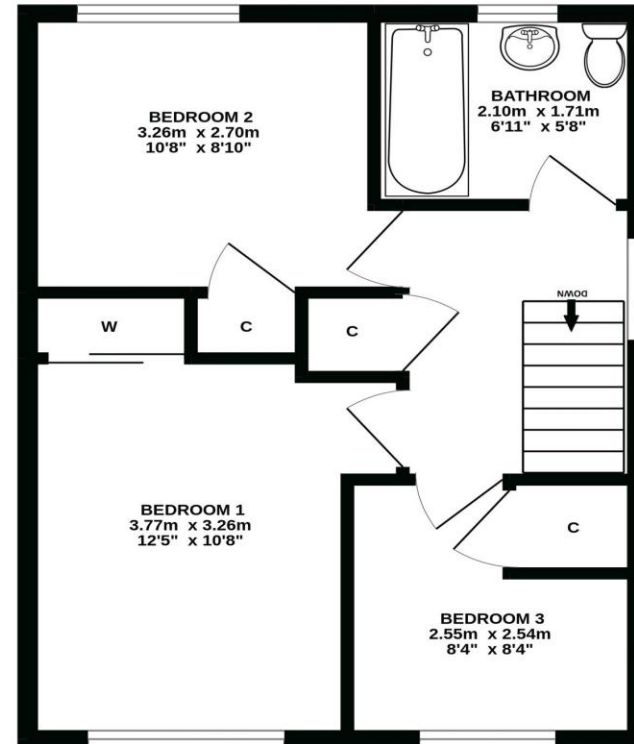 BEDROOM 2
3.26m x 2.70m
10'8" x 8'10"
BATHROOM
2.10m x 1.71m
6'11" x 5'8"
DOWN
W
C
C
BEDROOM 1
3.77m x 3.26m
12'5" x 10'8"
C
BEDROOM 3
2.55m x 2.54m
8'4" x 8'4"